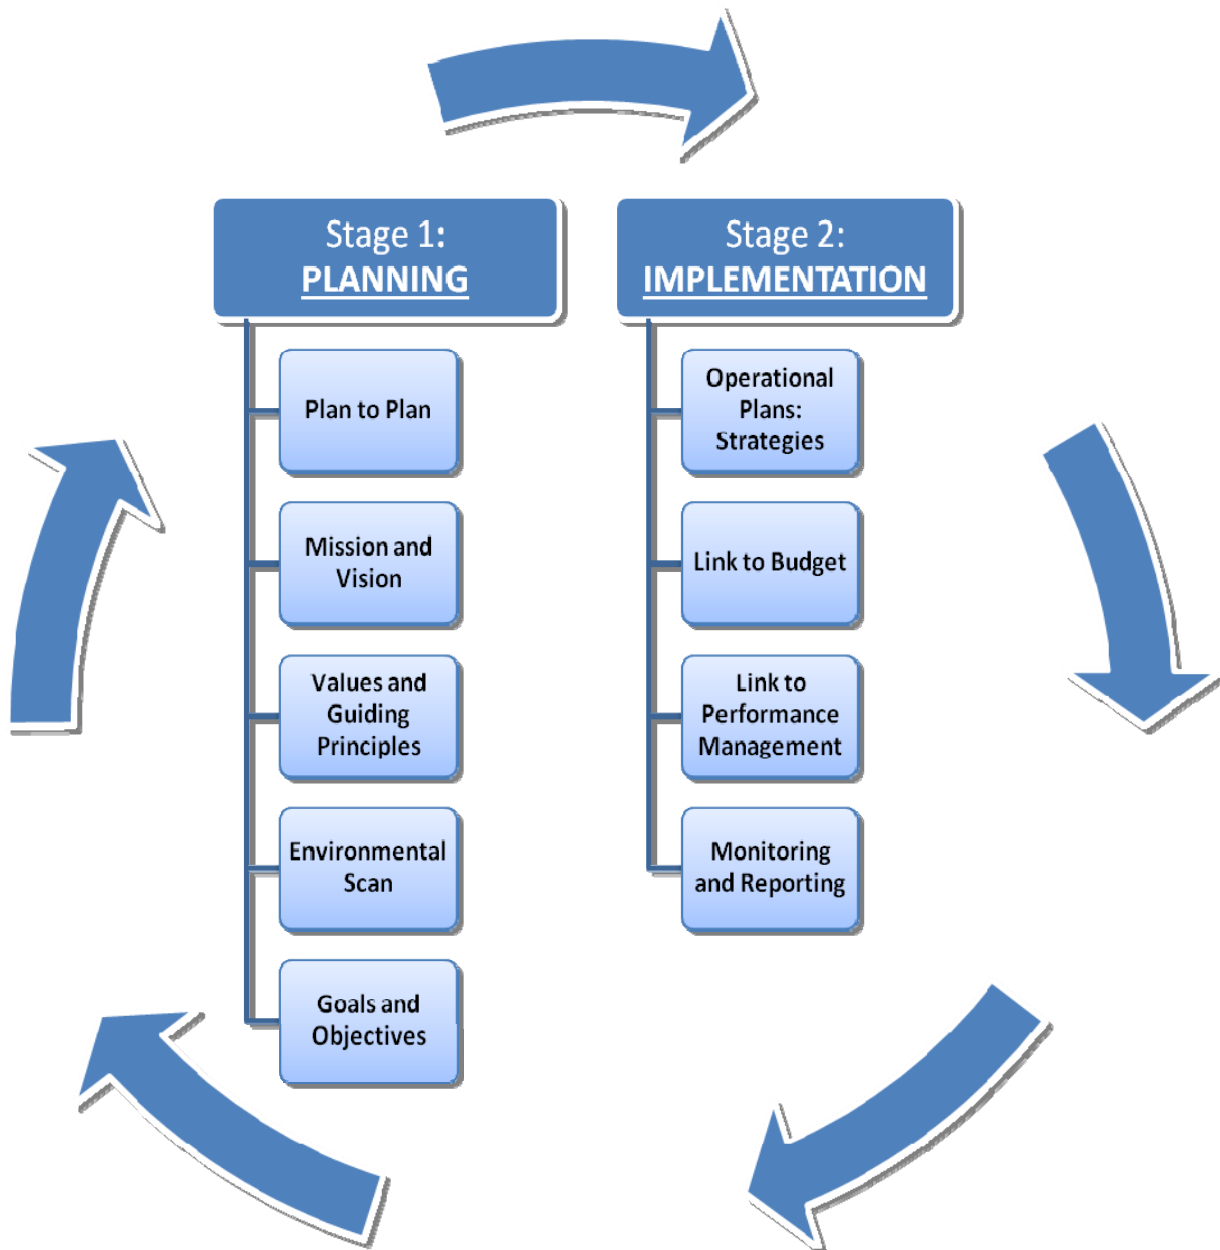 Stage 1:
PLANNING
Plan to Plan
Mission and
Vision
Values and
Guiding
Principles
Environmental
Scan
Goals and
Objectives
Stage 2:
IMPLEMENTATION
Operational
Plans:
Strategies
Link to Budget
Link to
Performance
Management
Monitoring
and Reporting